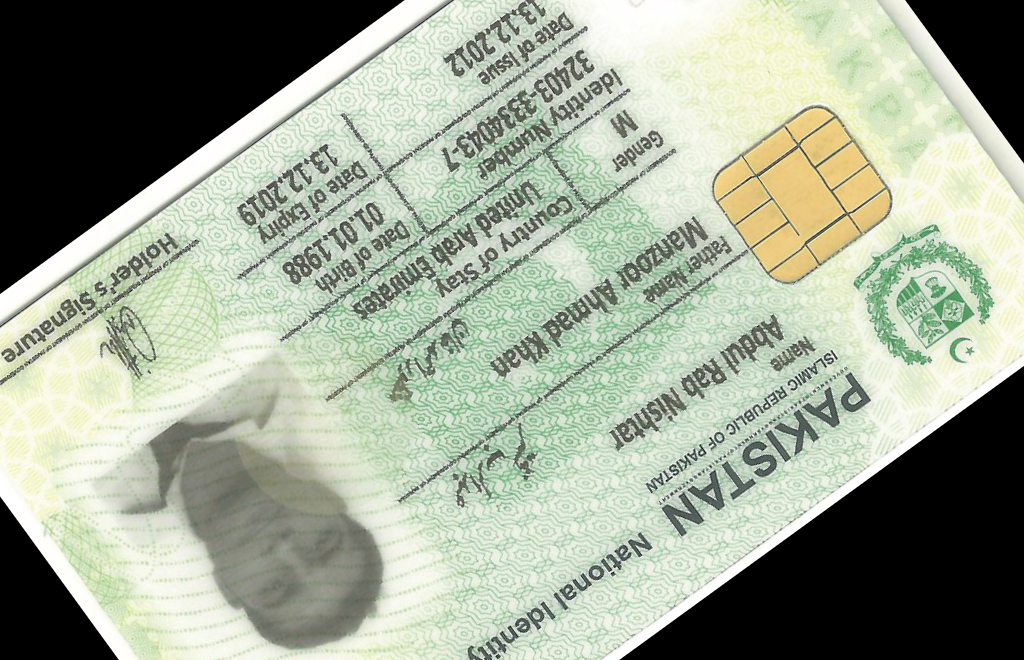 PAKISTAN National Identity
ISLAMIC REPUBLIC OF PAKISTAN
Name
Abdul Rab Nishtar
Father Name
Manzoor Ahmad Khan
Gender
M
Country of Stay
United Arab Emirates
Identity Number
32403-3334043-7
Date of Birth
01.01.1988
Date of Issue
13.12.2012
Date of Expiry
13.12.2019
Holder's Signature